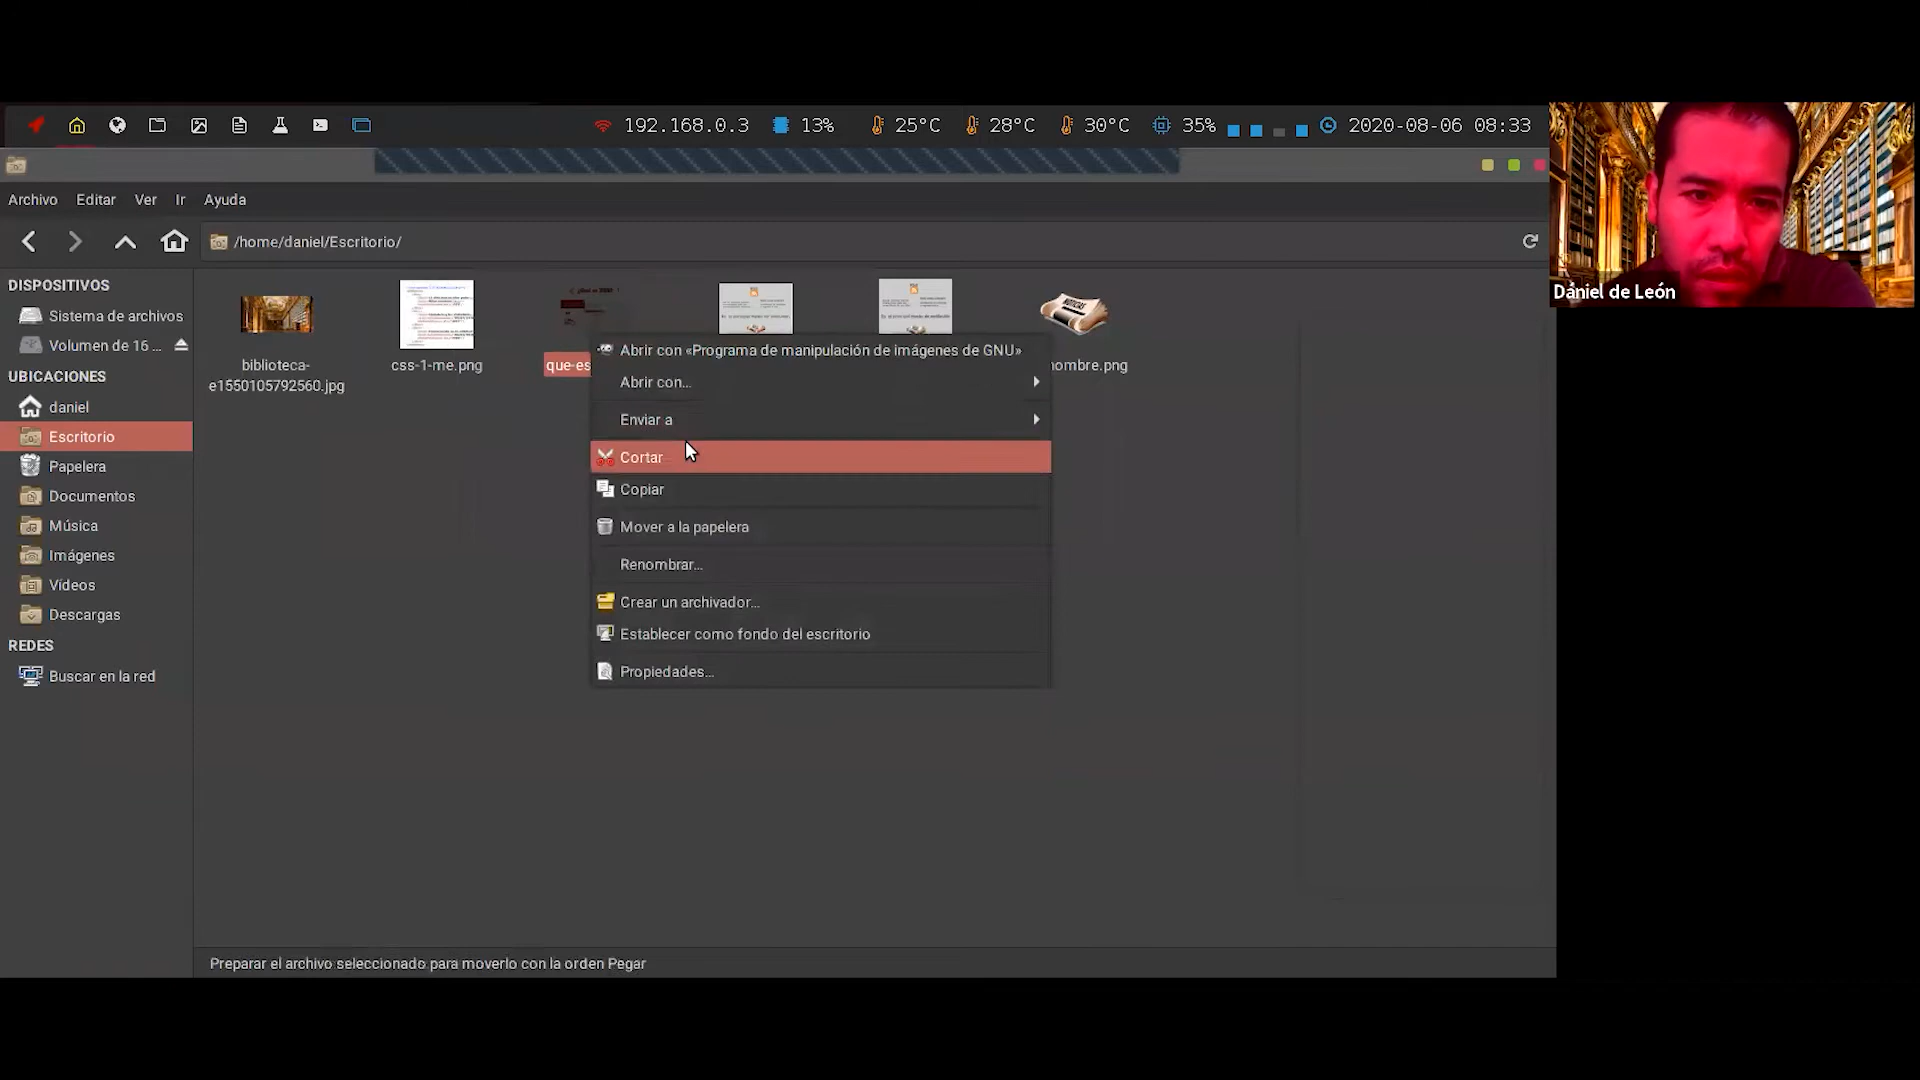 192.168.0.3 13% 25°C 28°C 30°C 35% 2020-08-06 08:33
Archivo Editar Ver Ir Ayuda
/home/daniel/Escritorio/
DISPOSITIVOS
Sistema de archivos
Volumen de 16 ...
UBICACIONES
daniel
Escritorio
Papelera
Documentos
Música
Imágenes
Vídeos
Descargas
REDES
Buscar en la red
biblioteca-
e1550105792560.jpg
css-1-me.png
que-es
ombre.png
NOTICIAS
Abrir con «Programa de manipulación de imágenes de GNU»
Abrir con...
Enviar a
Cortar
Copiar
Mover a la papelera
Renombrar...
Crear un archivador...
Establecer como fondo del escritorio
Propiedades...
Preparar el archivo seleccionado para moverlo con la orden Pegar
Dániel de León